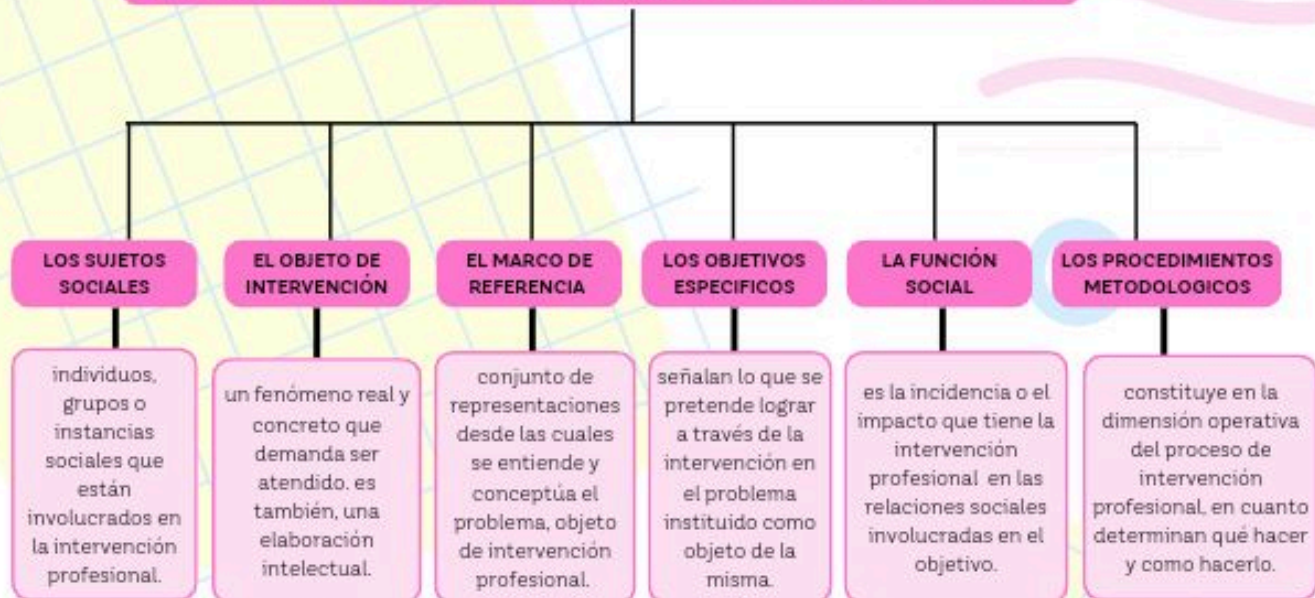 LOS SUJETOS
SOCIALES
individuos,
grupos o
instancias
sociales que
están
involucrados en
la intervención
profesional.
EL OBJETO DE
INTERVENCIÓN
un fenómeno real y
concreto que
demanda ser
atendido. es
también, una
elaboración
intelectual.
EL MARCO DE
REFERENCIA
conjunto de
representaciones
desde las cuales
se entiende y
conceptúa el
problema, objeto
de intervención
profesional.
LOS OBJETIVOS
ESPECIFICOS
señalan lo que se
pretende lograr
a través de la
intervención en
el problema
instituido como
objeto de la
misma.
LA FUNCIÓN
SOCIAL
es la incidencia o el
impacto que tiene la
intervención
profesional en las
relaciones sociales
involucradas en el
objetivo.
LOS PROCEDIMIENTOS
METODOLOGICOS
constituye en la
dimensión operativa
del proceso de
intervención
profesional, en cuanto
determinan qué hacer
y como hacerlo.